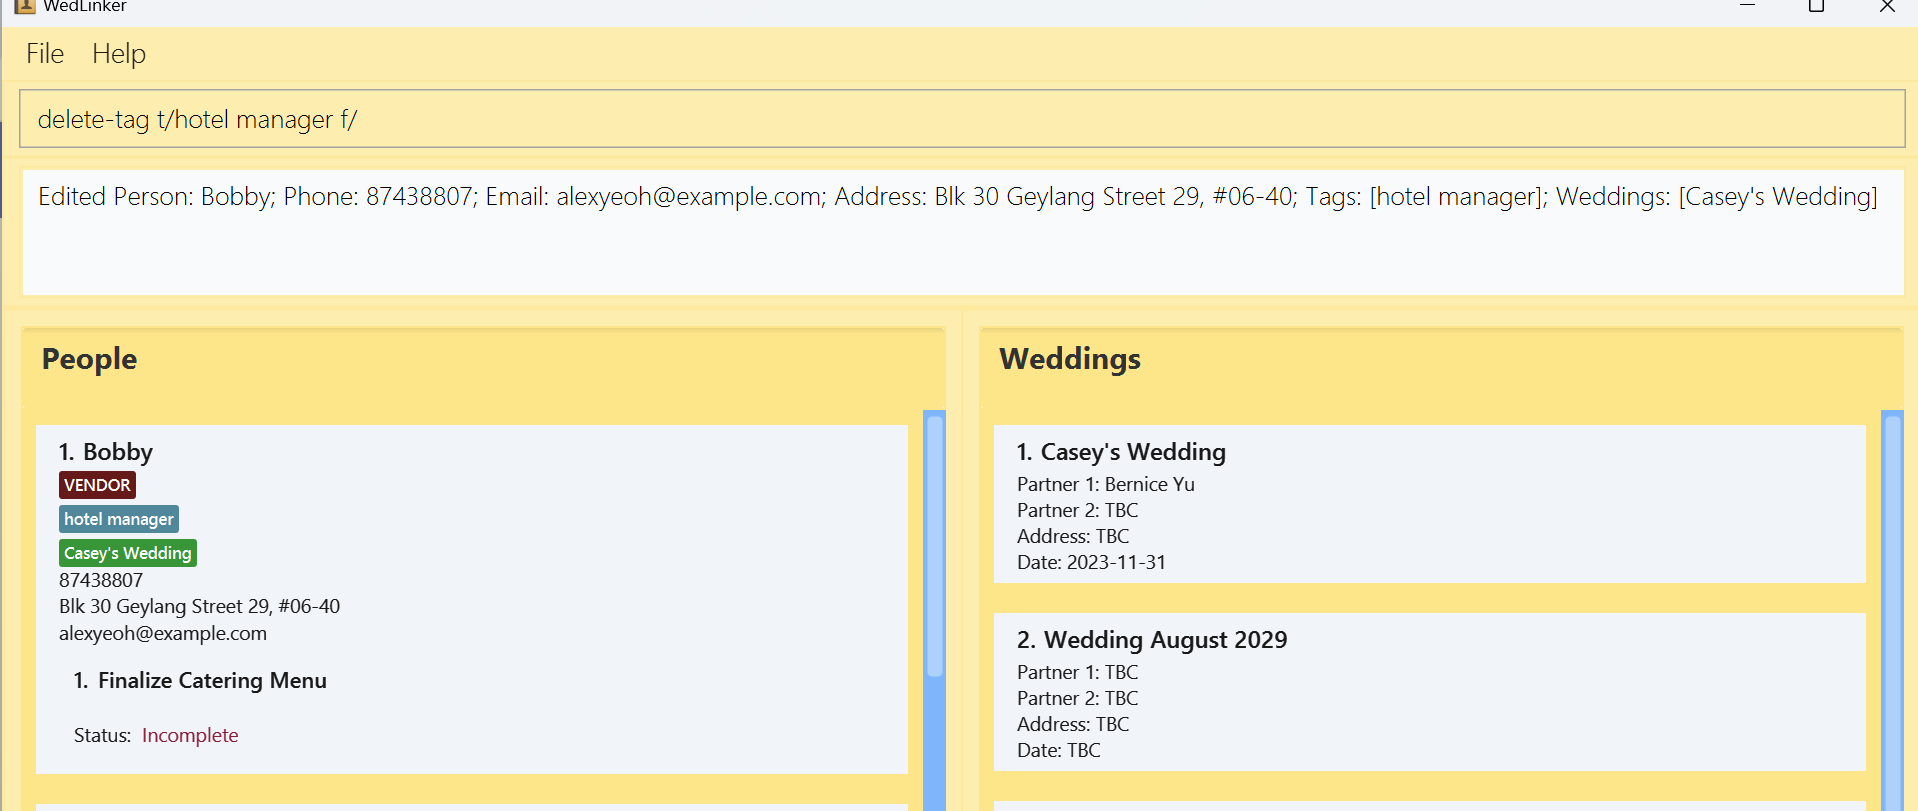 WedLinker
File Help
delete-tag t/hotel manager f/
Edited Person: Bobby; Phone: 87438807; Email: alexyeoh@example.com; Address: Blk 30 Geylang Street 29, #06-40; Tags: [hotel manager]; Weddings: [Casey's Wedding]
People
1. Bobby
VENDOR
hotel manager
Casey's Wedding
87438807
Blk 30 Geylang Street 29, #06-40
alexyeoh@example.com
1. Finalize Catering Menu
Status: Incomplete
Weddings
1. Casey's Wedding
Partner 1: Bernice Yu
Partner 2: TBC
Address: TBC
Date: 2023-11-31
2. Wedding August 2029
Partner 1: TBC
Partner 2: TBC
Address: TBC
Date: TBC